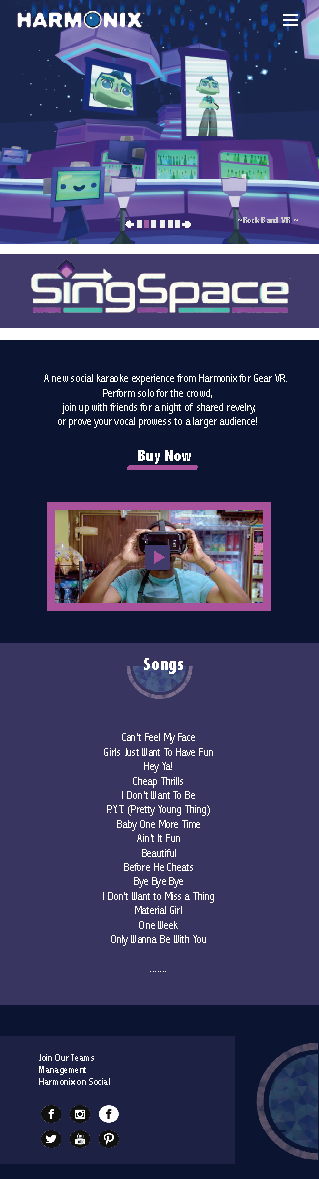 HARMONIX
~Rock Band VR ~
SingSpace
A new social karaoke experience from Harmonix for Gear VR.
Perform solo for the crowd,
join up with friends for a night of shared revelry,
or prove your vocal prowess to a larger audience!
Buy Now
Songs
Can't Feel My Face
Girls Just Want To Have Fun
Hey Ya!
Cheap Thrills
I Don't Want To Be
P.Y.T (Pretty Young Thing)
Baby One More Time
Ain't It Fun
Beautiful
Before He Cheats
Bye Bye Bye
I Don't Want to Miss a Thing
Material Girl
One Week
Only Wanna Be With You
.......
Join Our Teams
Management
Harmonix on Social